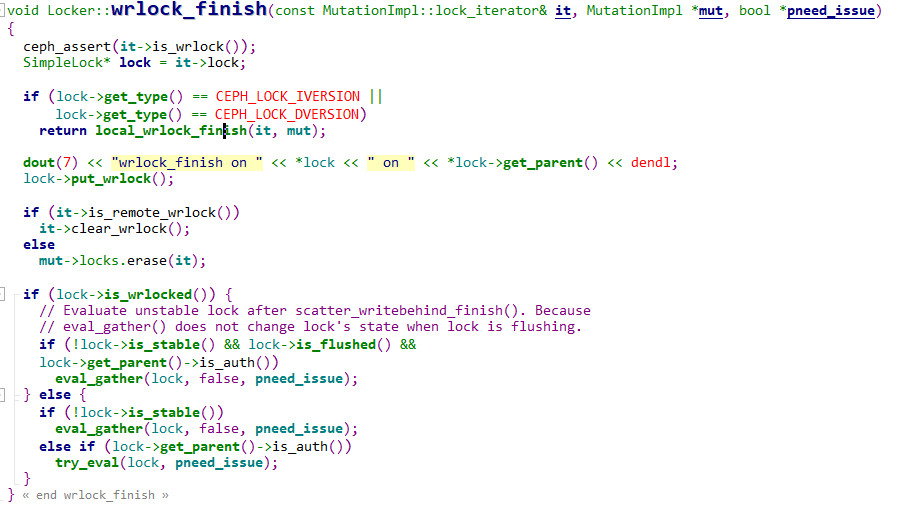 void Locker::wrlock_finish(const MutationImpl::lock_iterator& it, MutationImpl *mut, bool *pneed_issue)
{
  ceph_assert(it->is_wrlock());
  SimpleLock* lock = it->lock;

  if (lock->get_type() == CEPH_LOCK_IVERSION ||
      lock->get_type() == CEPH_LOCK_DVERSION)
    return local_wrlock_finish(it, mut);

  dout(7) << "wrlock_finish on " << *lock << " on " << *lock->get_parent() << dendl;
  lock->put_wrlock();

  if (it->is_remote_wrlock())
    it->clear_wrlock();
  else
    mut->locks.erase(it);

  if (lock->is_wrlocked()) {
    // Evaluate unstable lock after scatter_writebehind_finish(). Because
    // eval_gather() does not change lock's state when lock is flushing.
    if (!lock->is_stable() && lock->is_flushed() &&
    lock->get_parent()->is_auth())
      eval_gather(lock, false, pneed_issue);
  } else {
    if (!lock->is_stable())
      eval_gather(lock, false, pneed_issue);
    else if (lock->get_parent()->is_auth())
      try_eval(lock, pneed_issue);
  }
} « end wrlock_finish »